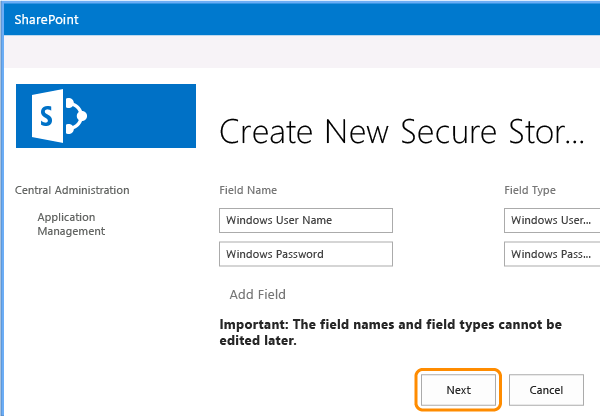 SharePoint
S
Create New Secure Stor...
Central Administration
Application
Management
Field Name
Field Type
Windows User Name
Windows User...
Windows Password
Windows Pass...
Add Field
Important: The field names and field types cannot be
edited later.
Next
Cancel